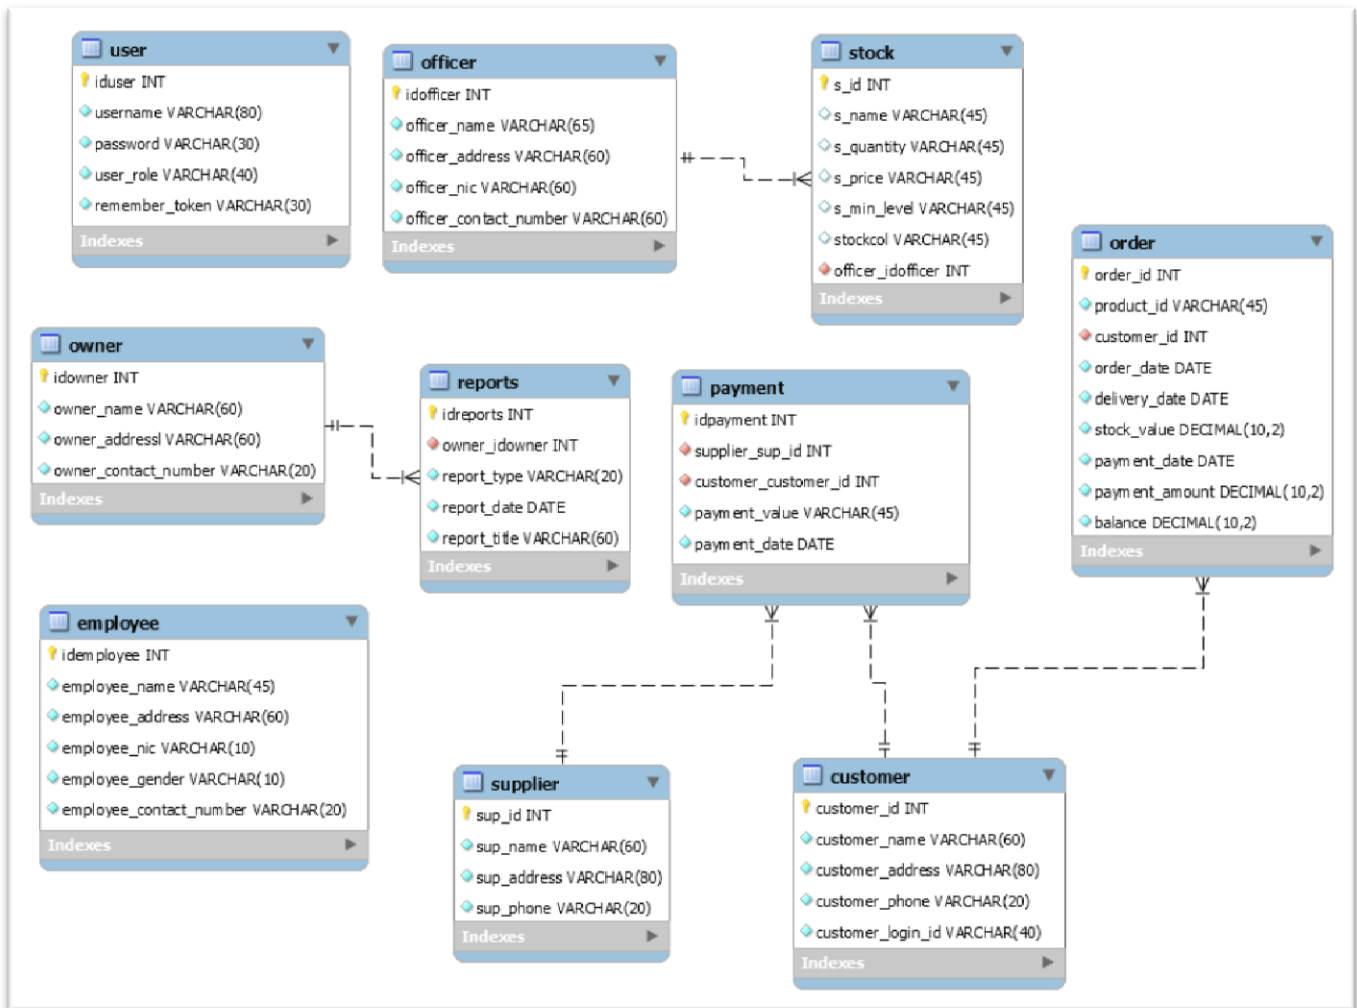 user
iduser INT
username VARCHAR(80)
password VARCHAR(30)
user_role VARCHAR(40)
remember_token VARCHAR(30)
Indexes
officer
idofficer INT
officer_name VARCHAR(65)
officer_address VARCHAR(60)
officer_nic VARCHAR(60)
officer_contact_number VARCHAR(60)
Indexes
stock
s_id INT
s_name VARCHAR(45)
s_quantity VARCHAR(45)
s_price VARCHAR(45)
s_min_level VARCHAR(45)
stockcol VARCHAR(45)
officer_idofficer INT
Indexes
order
order_id INT
product_id VARCHAR(45)
customer_id INT
order_date DATE
delivery_date DATE
stock_value DECIMAL(10,2)
payment_date DATE
payment_amount DECIMAL(10,2)
balance DECIMAL(10,2)
Indexes
owner
idowner INT
owner_name VARCHAR(60)
owner_addressl VARCHAR(60)
owner_contact_number VARCHAR(20)
Indexes
reports
idreports INT
owner_idowner INT
report_type VARCHAR(20)
report_date DATE
report_title VARCHAR(60)
Indexes
payment
idpayment INT
supplier_sup_id INT
customer_customer_id INT
payment_value VARCHAR(45)
payment_date DATE
Indexes
employee
idemployee INT
employee_name VARCHAR(45)
employee_address VARCHAR(60)
employee_nic VARCHAR(10)
employee_gender VARCHAR(10)
employee_contact_number VARCHAR(20)
Indexes
supplier
sup_id INT
sup_name VARCHAR(60)
sup_address VARCHAR(80)
sup_phone VARCHAR(20)
Indexes
customer
customer_id INT
customer_name VARCHAR(60)
customer_address VARCHAR(80)
customer_phone VARCHAR(20)
customer_login_id VARCHAR(40)
Indexes